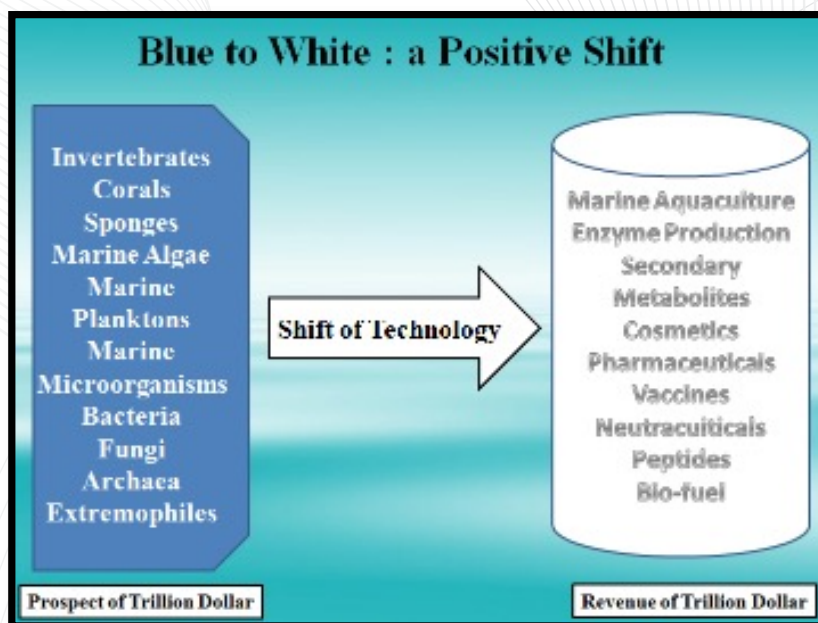 Blue to White : a Positive Shift
Invertebrates
Corals
Sponges
Marine Algae
Marine
Planktons
Marine
Microorganisms
Bacteria
Fungi
Archaea
Extremophiles
Prospect of Trillion Dollar
Shift of Technology
Marine Aquaculture
Enzyme Production
Secondary
Metabolites
Cosmetics
Pharmaceuticals
Vaccines
Neutracuiticals
Peptides
Bio-fuel
Revenue of Trillion Dollar